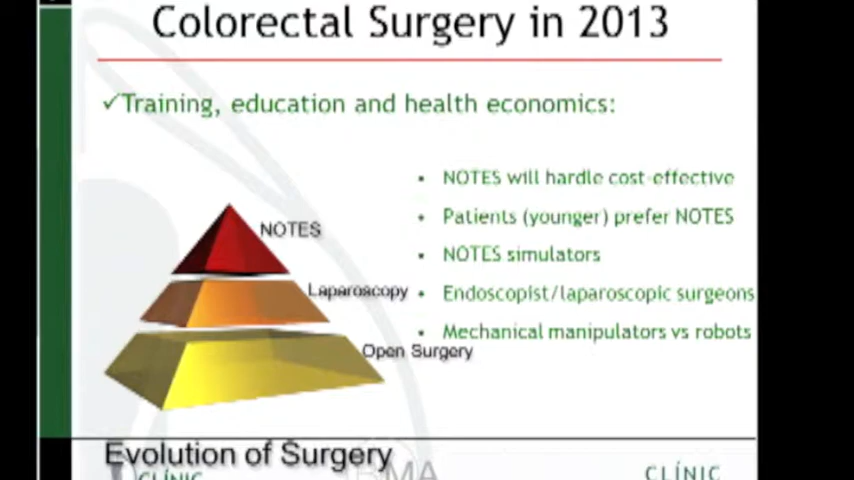 Colorectal Surgery in 2013
✓Training, education and health economics:
• NOTES will hardle cost-effective
• Patients (younger) prefer NOTES
• NOTES simulators
• Endoscopist/laparoscopic surgeons
• Mechanical manipulators vs robots
NOTES
Laparoscopy
Open Surgery
Evolution of Surgery
CLÍNIC
CLÍNIC